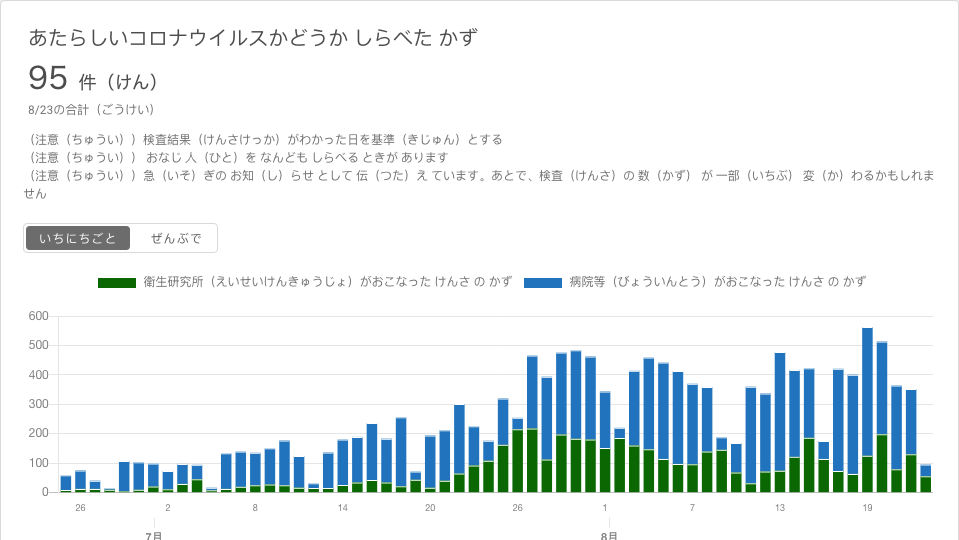 あたらしいコロナウイルスかどうか しらべた かず
95 件（けん）
8/23の合計（ごうけい）
（注意（ちゅうい））検査結果（けんさけっか）がわかった日を基準（きじゅん）とする
（注意（ちゅうい）） おなじ 人（ひと）を なんども しらべる ときが あります
（注意（ちゅうい））急（いそ）ぎの お知（し）らせ として 伝（つた）え ています。あとで、検査（けんさ）の 数（かず） が 一部（いちぶ） 変（か）わるかもしれま
せん
いちにちごと ぜんぶで
衛生研究所（えいせいけんきゅうじょ）がおこなった けんさ の かず 病院等（びょういんとう）がおこなった けんさ の かず
600
500
400
300
200
100
0
26 2 8 14 20 26 1 7 13 19
7月 8月